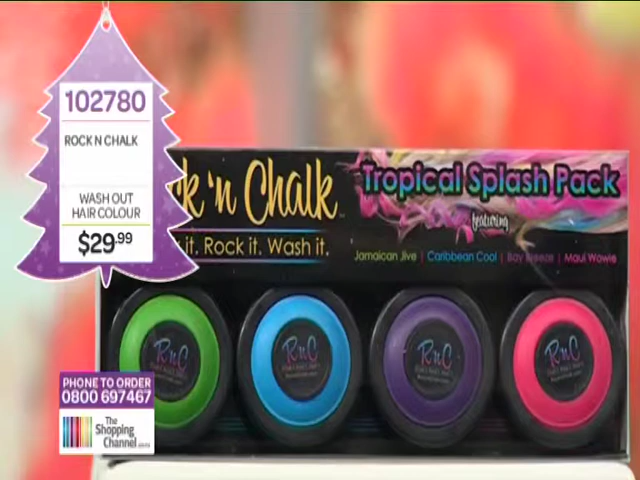 102780
ROCK N CHALK
WASH OUT
HAIR COLOUR
$29.99
'n Chalk
it. Rock it. Wash it.
Tropical Splash Pack
featuring
Jamaican Jive | Caribbean Cool | Bay Breeze | Maui Wowie
RnC
RnC
RnC
RnC
PHONE TO ORDER
0800 697467
The
Shopping
Channel